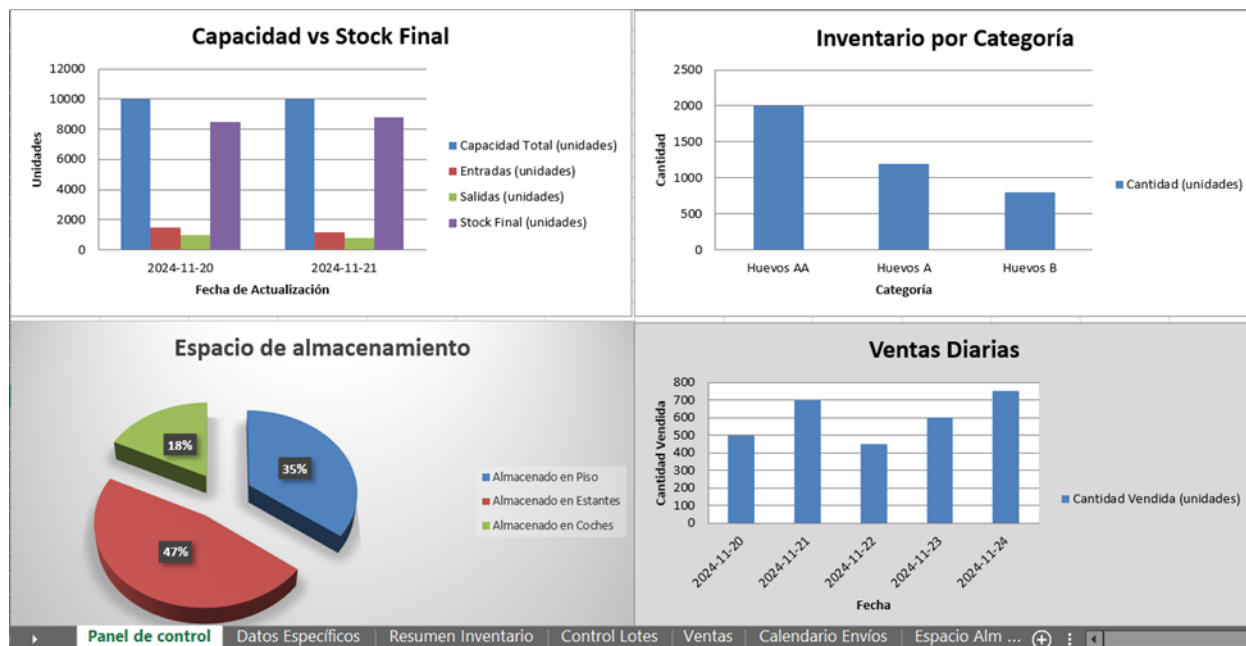 Capacidad vs Stock Final
12000
10000
8000
6000
4000
2000
0
Unidades
2024-11-20
2024-11-21
Fecha de Actualización
Capacidad Total (unidades)
Entradas (unidades)
Salidas (unidades)
Stock Final (unidades)
Inventario por Categoría
2500
2000
1500
1000
500
0
Cantidad
Huevos AA
Huevos A
Huevos B
Categoría
Cantidad (unidades)
Espacio de almacenamiento
18%
35%
47%
Almacenado en Piso
Almacenado en Estantes
Almacenado en Coches
Ventas Diarias
800
700
600
500
400
300
200
100
0
Cantidad Vendida
2024-11-20
2024-11-21
2024-11-22
2024-11-23
2024-11-24
Fecha
Cantidad Vendida (unidades)
Panel de control
Datos Específicos
Resumen Inventario
Control Lotes
Ventas
Calendario Envíos
Espacio Alm ...